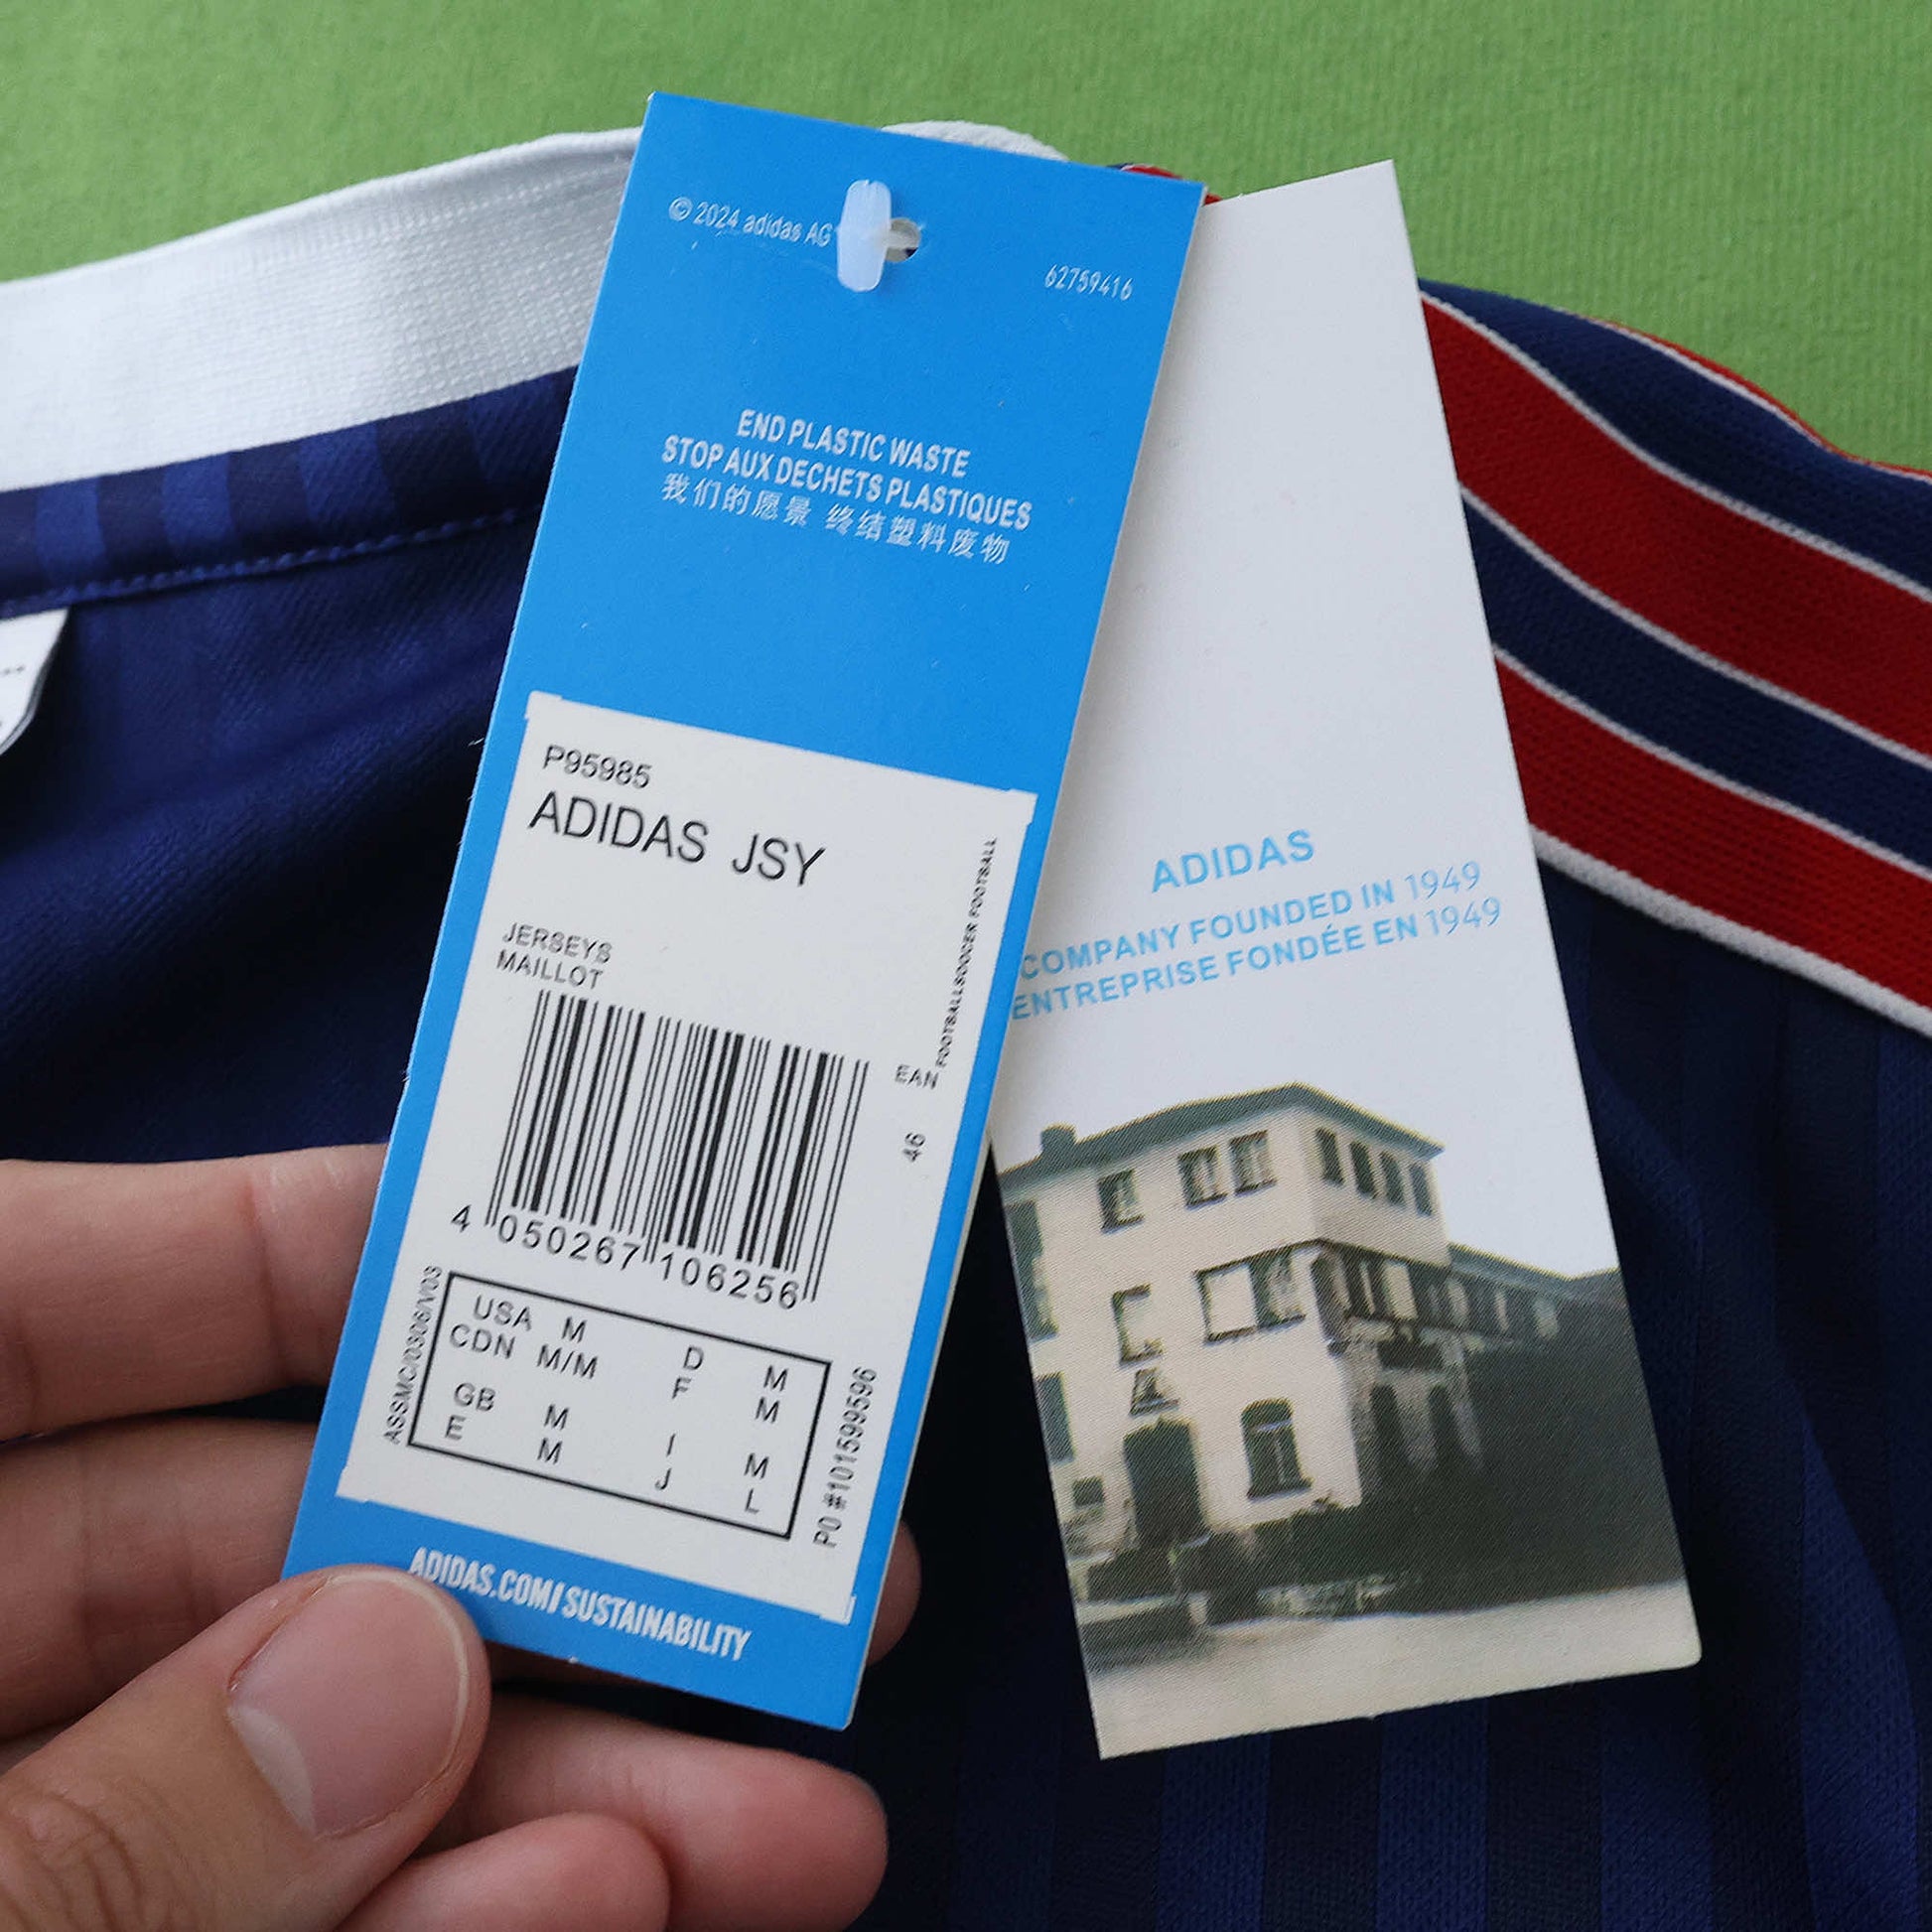 © 2024 adidas AG
62759416
END PLASTIC WASTE
STOP AUX DECHETS PLASTIQUES
我们的愿景 终结塑料废物
P95985
ADIDAS JSY
FOOTBALLSOCCER FOOTBALL
JERSEYS
MAILLOT
EAN
46
4 050267 106256
ASSMC/0306/V03
USA M D M
CDN M/M F M
GB M I M
E M J L
PO #101599596
ADIDAS.COM/SUSTAINABILITY
ADIDAS
COMPANY FOUNDED IN 1949
ENTREPRISE FONDÉE EN 1949